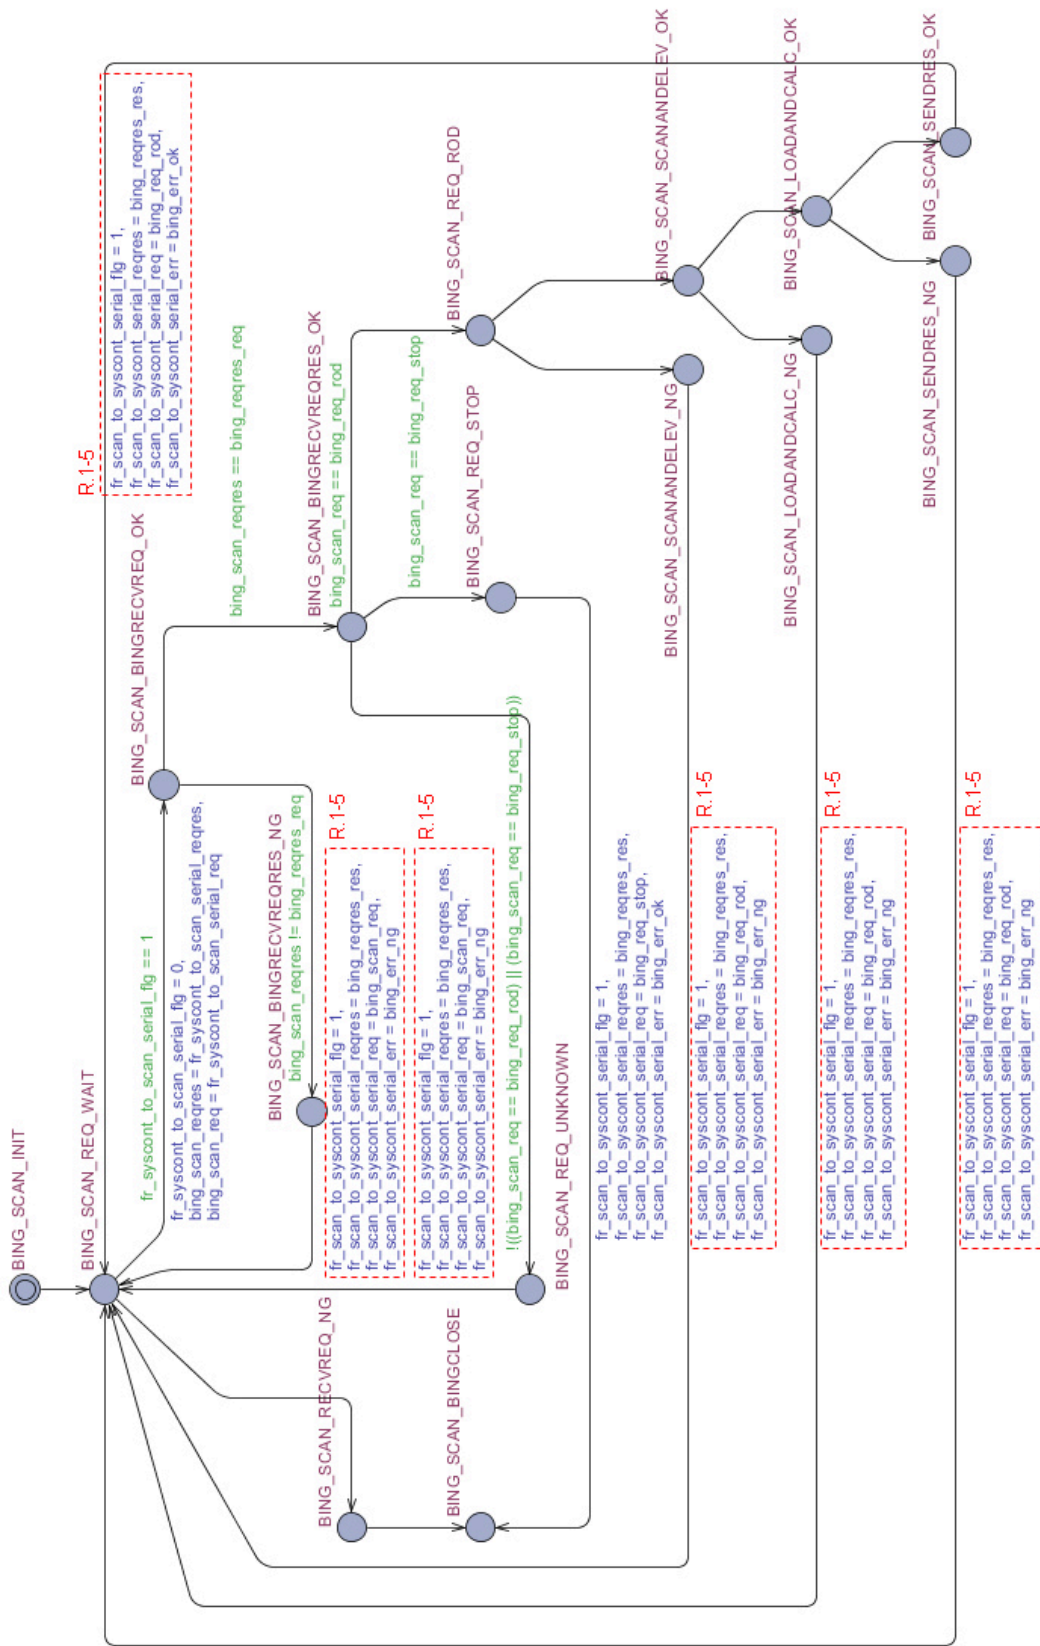 BING_SCAN_INIT
BING_SCAN_REQ_WAIT
fr_syscont_to_scan_serial_flg == 1
fr_syscont_to_scan_serial_flg = 0,
bing_scan_reqres = fr_syscont_to_scan_serial_reqres,
bing_scan_req = fr_syscont_to_scan_serial_req
BING_SCAN_BINGRECVREQ_OK
R.1-5
fr_scan_to_syscont_serial_flg = 1,
fr_scan_to_syscont_serial_reqres = bing_reqres_res,
fr_scan_to_syscont_serial_req = bing_req_rod,
fr_scan_to_syscont_serial_err = bing_err_ok
bing_scan_reqres == bing_reqres_req
BING_SCAN_BINGRECVREQRES_NG
bing_scan_reqres != bing_reqres_req
BING_SCAN_BINGRECVREQRES_OK
bing_scan_req == bing_req_rod
R.1-5
fr_scan_to_syscont_serial_flg = 1,
fr_scan_to_syscont_serial_reqres = bing_reqres_res,
fr_scan_to_syscont_serial_req = bing_scan_req,
fr_scan_to_syscont_serial_err = bing_err_ng
R.1-5
fr_scan_to_syscont_serial_flg = 1,
fr_scan_to_syscont_serial_reqres = bing_reqres_res,
fr_scan_to_syscont_serial_req = bing_scan_req,
fr_scan_to_syscont_serial_err = bing_err_ng
bing_scan_req == bing_req_stop
BING_SCAN_REQ_ROD
BING_SCAN_REQ_STOP
!((bing_scan_req == bing_req_rod) || (bing_scan_req == bing_req_stop))
BING_SCAN_REQ_UNKNOWN
BING_SCAN_RECVREQ_NG
BING_SCAN_BINGCLOSE
fr_scan_to_syscont_serial_flg = 1,
fr_scan_to_syscont_serial_reqres = bing_reqres_res,
fr_scan_to_syscont_serial_req = bing_req_stop,
fr_scan_to_syscont_serial_err = bing_err_ok
BING_SCAN_SCANANDELEV_NG
BING_SCAN_SCANANDELEV_OK
R.1-5
fr_scan_to_syscont_serial_flg = 1,
fr_scan_to_syscont_serial_reqres = bing_reqres_res,
fr_scan_to_syscont_serial_req = bing_req_rod,
fr_scan_to_syscont_serial_err = bing_err_ng
BING_SCAN_LOADANDCALC_NG
BING_SCAN_LOADANDCALC_OK
R.1-5
fr_scan_to_syscont_serial_flg = 1,
fr_scan_to_syscont_serial_reqres = bing_reqres_res,
fr_scan_to_syscont_serial_req = bing_req_rod,
fr_scan_to_syscont_serial_err = bing_err_ng
BING_SCAN_SENDRES_NG
BING_SCAN_SENDRES_OK
R.1-5
fr_scan_to_syscont_serial_flg = 1,
fr_scan_to_syscont_serial_reqres = bing_reqres_res,
fr_scan_to_syscont_serial_req = bing_req_rod,
fr_scan_to_syscont_serial_err = bing_err_ng